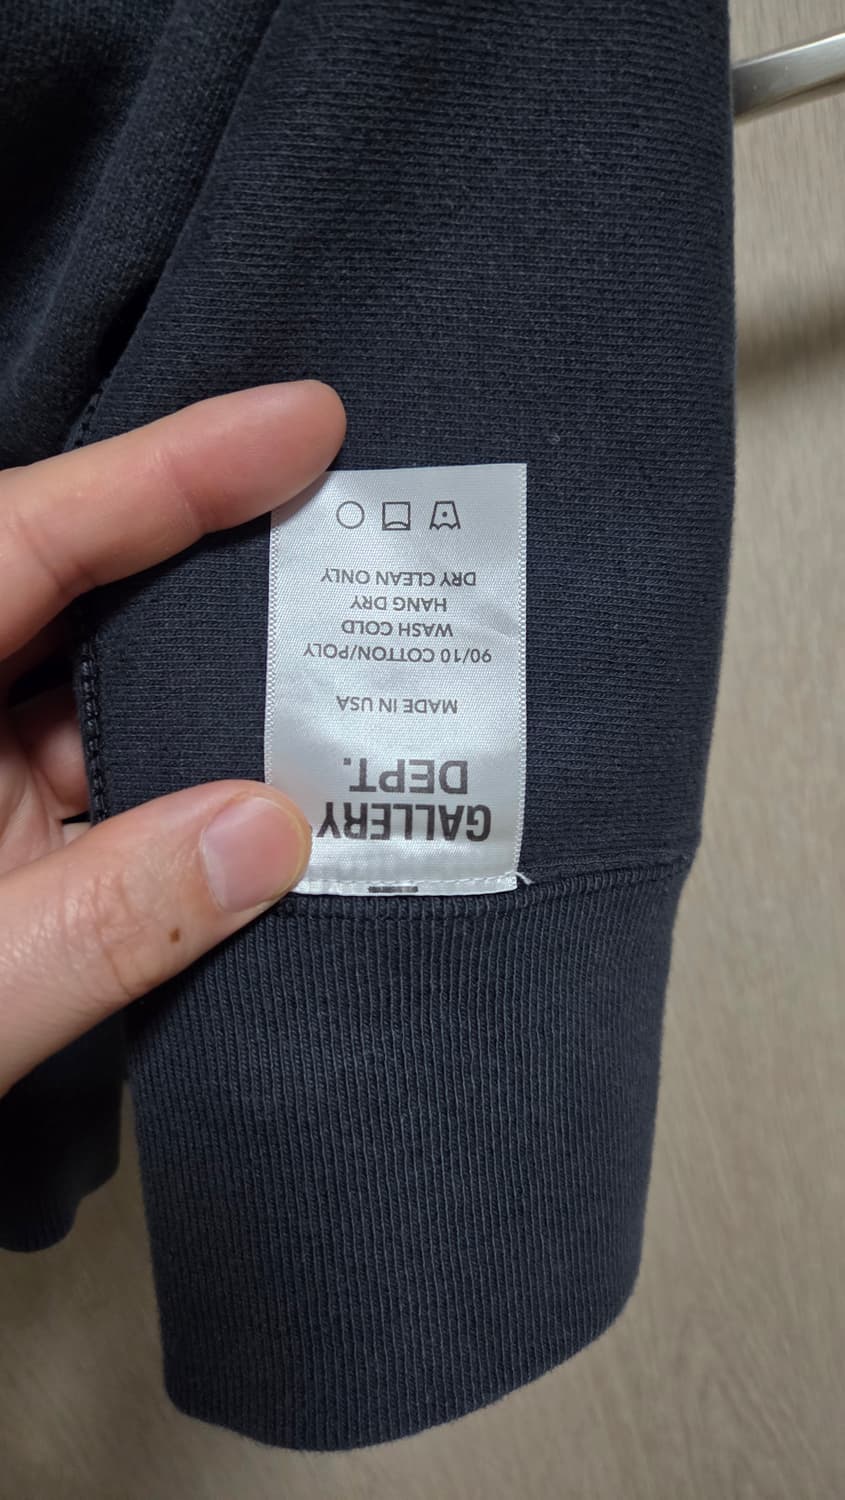 GALLERY
DEPT.
MADE IN USA
90/10 COTTON/POLY
WASH COLD
HANG DRY
DRY CLEAN ONLY